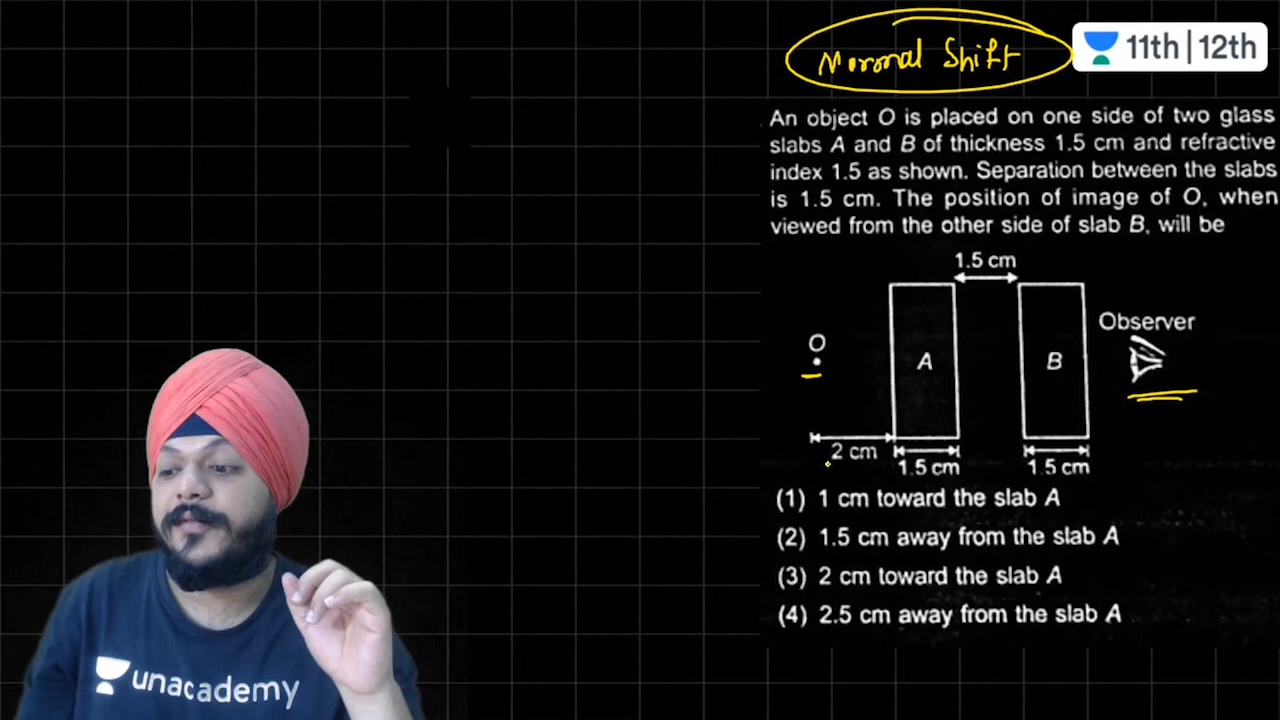 Normal Shift
11th | 12th
An object O is placed on one side of two glass
slabs A and B of thickness 1.5 cm and refractive
index 1.5 as shown. Separation between the slabs
is 1.5 cm. The position of image of O, when
viewed from the other side of slab B, will be
1.5 cm
Observer
O
A
B
2 cm
1.5 cm
1.5 cm
(1) 1 cm toward the slab A
(2) 1.5 cm away from the slab A
(3) 2 cm toward the slab A
(4) 2.5 cm away from the slab A
unacademy